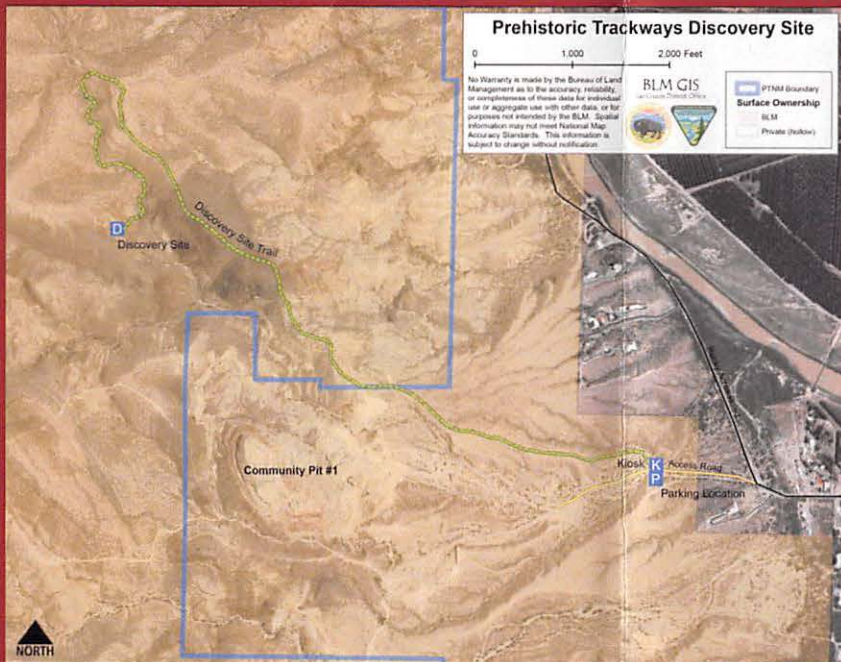 Prehistoric Trackways Discovery Site
0 1,000 2,000 Feet
No Warranty is made by the Bureau of Land
Management as to the accuracy, reliability,
or completeness of these data for individual
use or aggregate use with other data, or for
purposes not intended by the BLM. Spatial
information may not meet National Map
Accuracy Standards. This information is
subject to change without notification.
BLM GIS
Las Cruces District Office
PTNM Boundary
Surface Ownership
BLM
Private (hollow)
D
Discovery Site
Discovery Site Trail
Community Pit #1
Kiosk K Access Road
P
Parking Location
NORTH